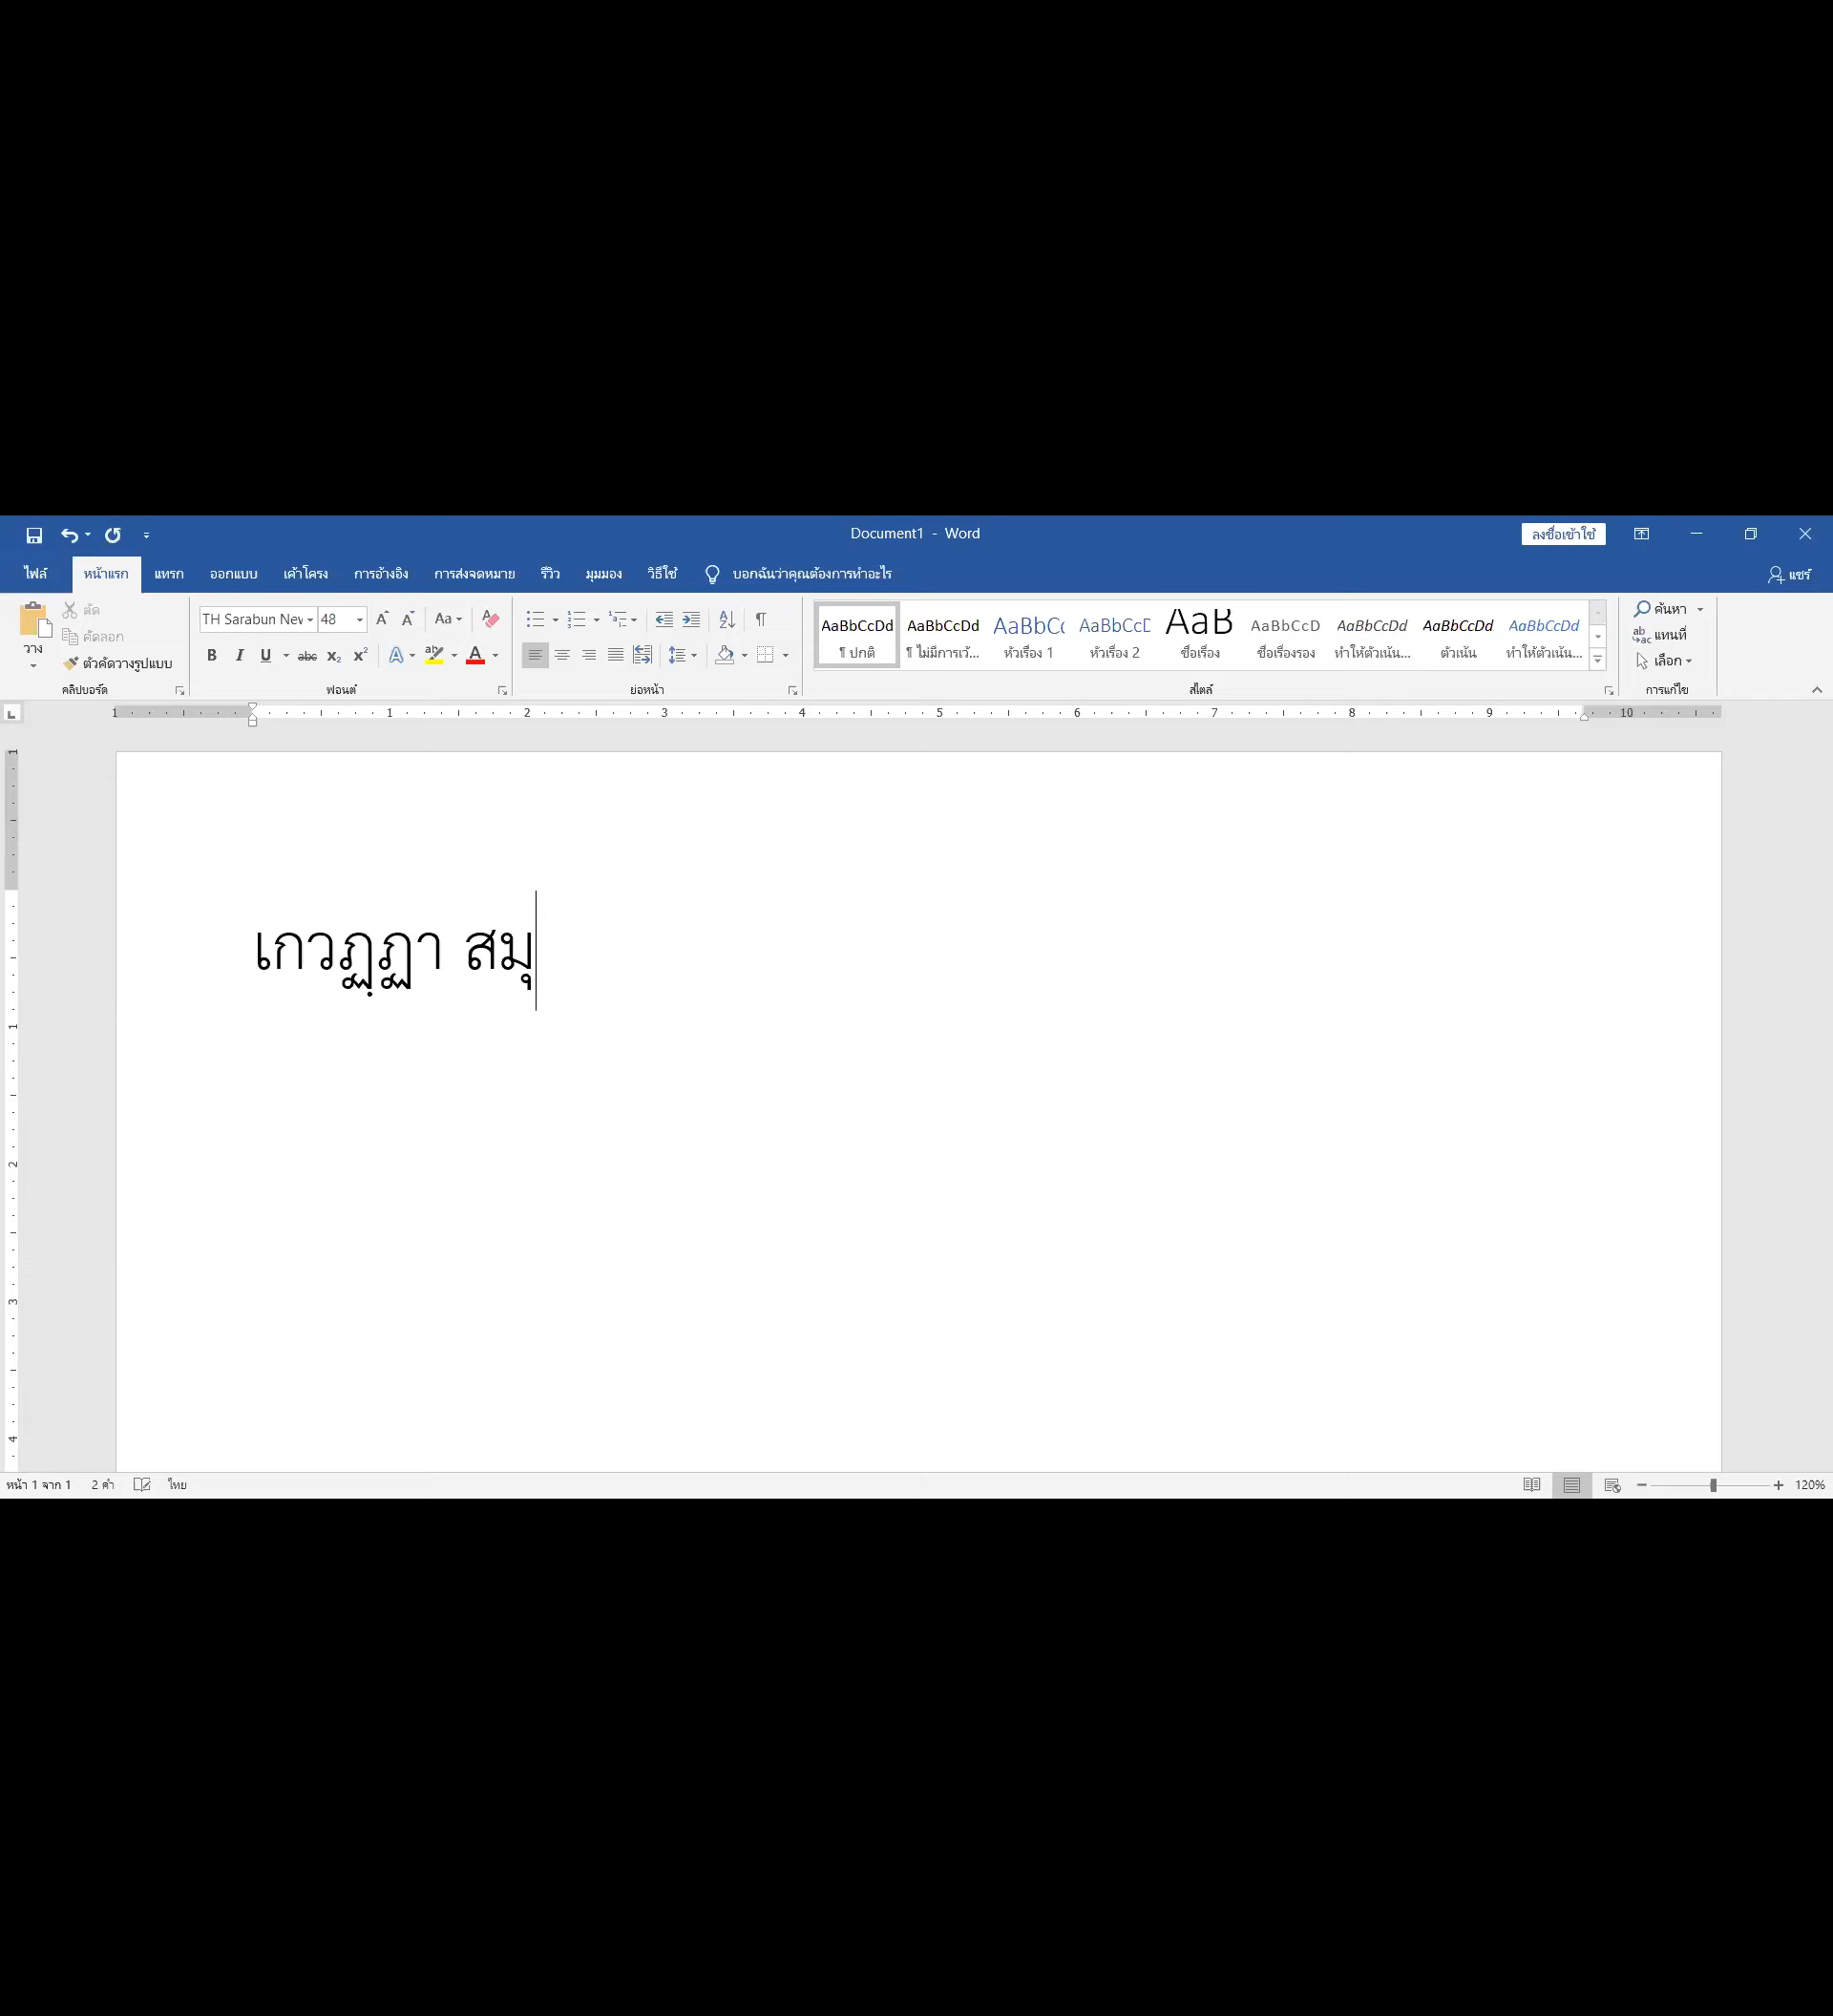 Document1 - Word
ลงชื่อเข้าใช้
ไฟล์ หน้าแรก แทรก ออกแบบ เค้าโครง การอ้างอิง การส่งจดหมาย รีวิว มุมมอง วิธีใช้ บอกฉันว่าคุณต้องการทำอะไร แชร์
วาง
ตัด
คัดลอก
ตัวคัดวางรูปแบบ
คลิปบอร์ด
TH Sarabun Nev 48
ฟอนต์
ย่อหน้า
AaBbCcDd AaBbCcDd AaBbCc AaBbCcE AaB AaBbCcD AaBbCcDd AaBbCcDd AaBbCcDd
¶ ปกติ ¶ ไม่มีการเว้... หัวเรื่อง 1 หัวเรื่อง 2 ชื่อเรื่อง ชื่อเรื่องรอง ทำให้ตัวเน้น... ตัวเน้น ทำให้ตัวเน้น...
สไตล์
ค้นหา
แทนที่
เลือก
การแก้ไข
1 1 2 3 4 5 6 7 8 9 10
เกวฏฺฏา สมุ
หน้า 1 จาก 1 2 คำ ไทย 120%